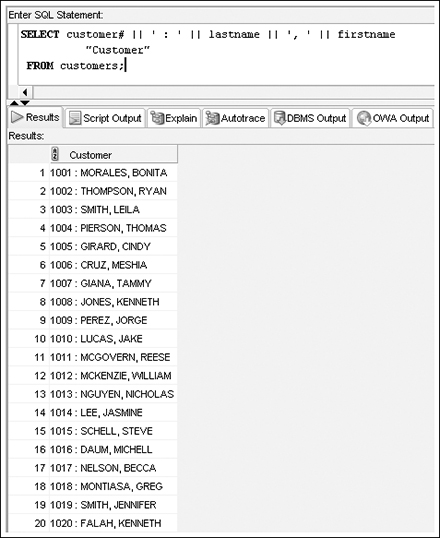 Enter SQL Statement:
SELECT customer# || ' : ' || lastname || ', ' || firstname
"Customer"
FROM customers;
Results Script Output Explain Autotrace DBMS Output OWA Output
Results:
Customer
1 1001 : MORALES, BONITA
2 1002 : THOMPSON, RYAN
3 1003 : SMITH, LEILA
4 1004 : PIERSON, THOMAS
5 1005 : GIRARD, CINDY
6 1006 : CRUZ, MESHIA
7 1007 : GIANA, TAMMY
8 1008 : JONES, KENNETH
9 1009 : PEREZ, JORGE
10 1010 : LUCAS, JAKE
11 1011 : MCGOVERN, REESE
12 1012 : MCKENZIE, WILLIAM
13 1013 : NGUYEN, NICHOLAS
14 1014 : LEE, JASMINE
15 1015 : SCHELL, STEVE
16 1016 : DAUM, MICHELL
17 1017 : NELSON, BECCA
18 1018 : MONTIASA, GREG
19 1019 : SMITH, JENNIFER
20 1020 : FALAH, KENNETH